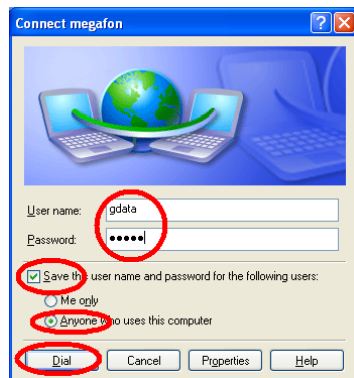 Connect megafon
User name: gdata
Password: •••••
Save this user name and password for the following users:
Me only
Anyone who uses this computer
Dial Cancel Properties Help